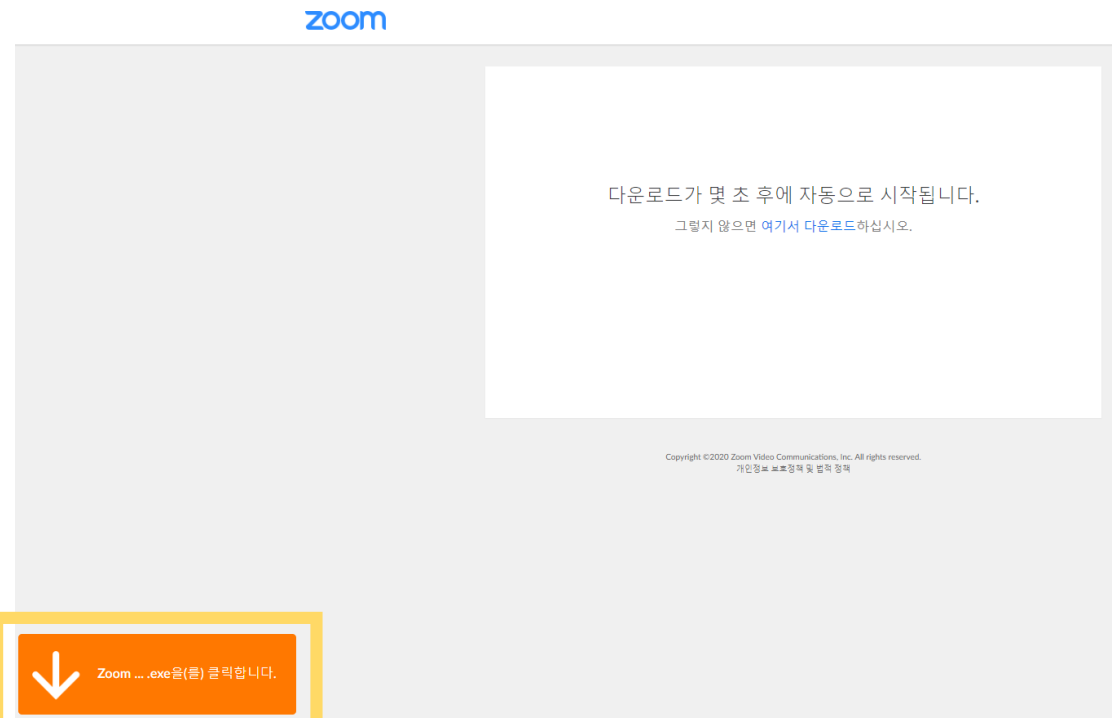 zoom
다운로드가 몇 초 후에 자동으로 시작됩니다.
그렇지 않으면 여기서 다운로드하십시오.
Copyright ©2020 Zoom Video Communications, Inc. All rights reserved.
개인정보 보호정책 및 법적 정책
Zoom ... .exe을(를) 클릭합니다.